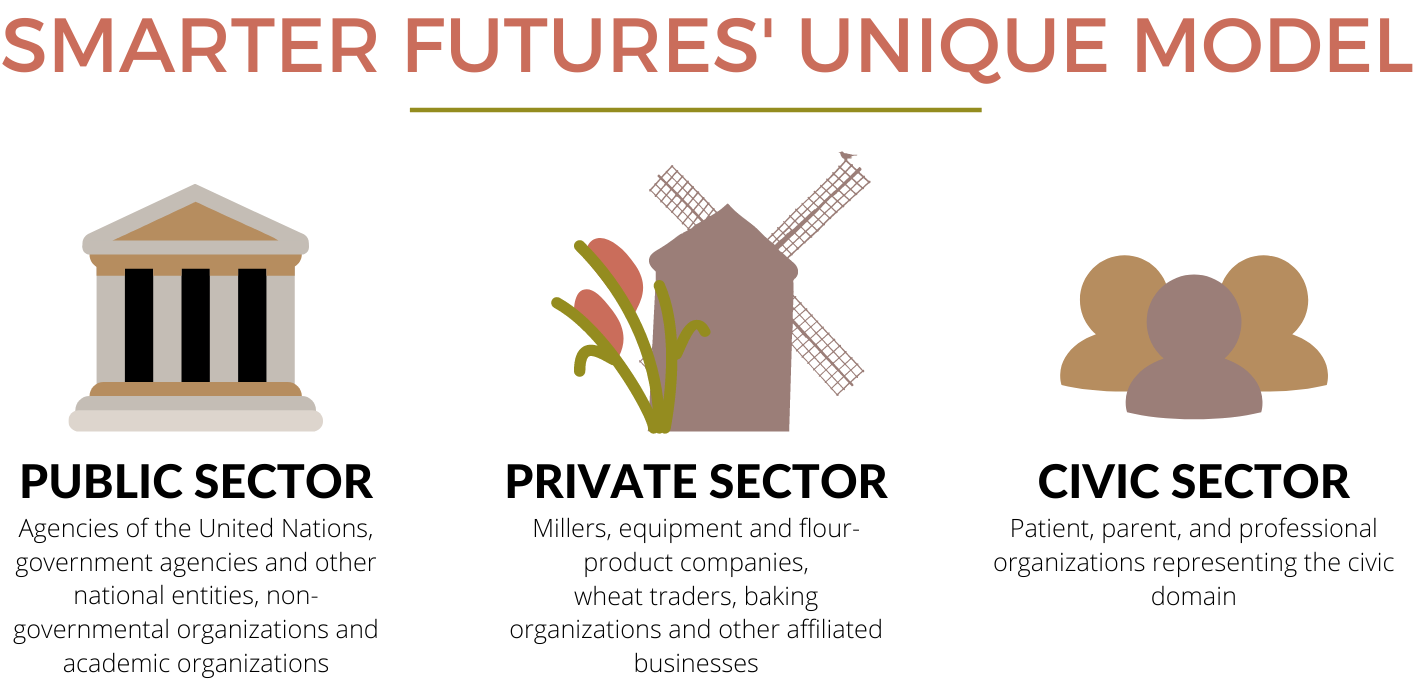 SMARTER FUTURES' UNIQUE MODEL
PUBLIC SECTOR
Agencies of the United Nations,
government agencies and other
national entities, non-
governmental organizations and
academic organizations
PRIVATE SECTOR
Millers, equipment and flour-
product companies,
wheat traders, baking
organizations and other affiliated
businesses
CIVIC SECTOR
Patient, parent, and professional
organizations representing the civic
domain